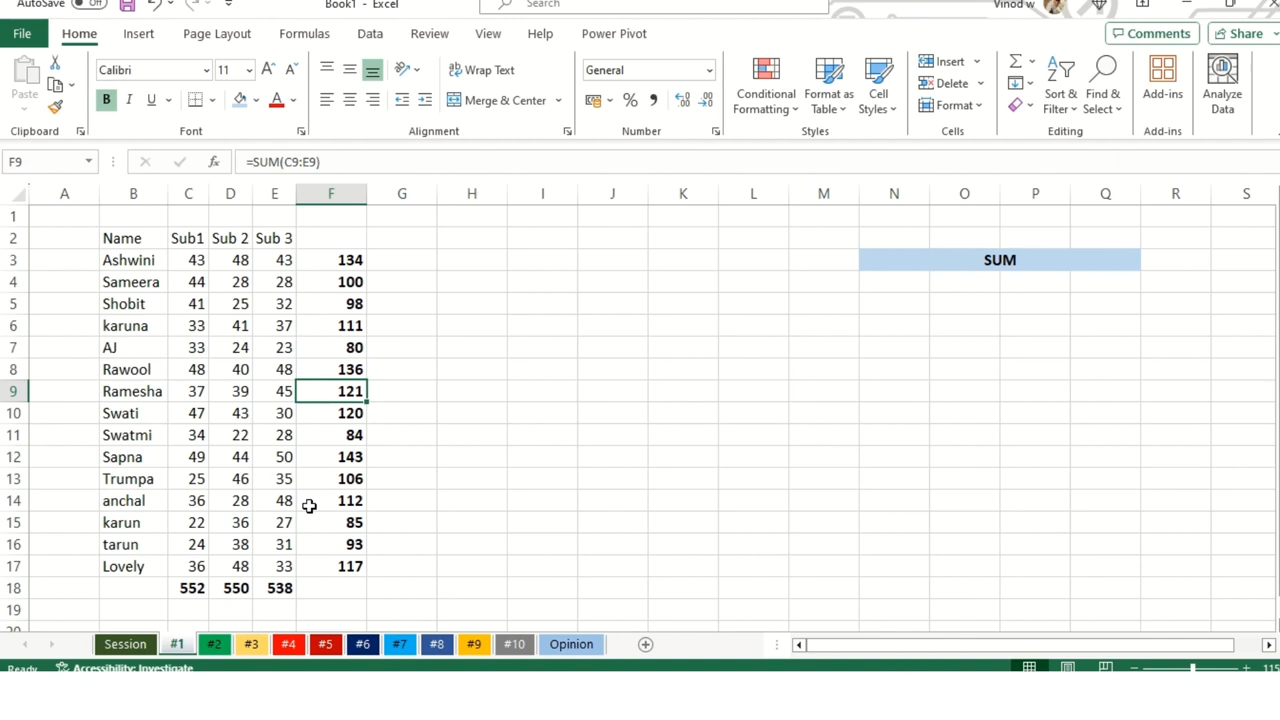 AutoSave Off Book1 - Excel Search Vinod w
File Home Insert Page Layout Formulas Data Review View Help Power Pivot Comments Share
Paste Calibri 11 A A Wrap Text General Conditional Formatting Format as Table Cell Styles Insert Delete Format Sort & Filter Find & Select Add-ins Analyze Data
B I U A Merge & Center %
Clipboard Font Alignment Number Styles Cells Editing Add-ins
F9 fx =SUM(C9:E9)
A B C D E F G H I J K L M N O P Q R S
1
2 Name Sub1 Sub 2 Sub 3
3 Ashwini 43 48 43 134 SUM
4 Sameera 44 28 28 100
5 Shobit 41 25 32 98
6 karuna 33 41 37 111
7 AJ 33 24 23 80
8 Rawool 48 40 48 136
9 Ramesha 37 39 45 121
10 Swati 47 43 30 120
11 Swatmi 34 22 28 84
12 Sapna 49 44 50 143
13 Trumpa 25 46 35 106
14 anchal 36 28 48 112
15 karun 22 36 27 85
16 tarun 24 38 31 93
17 Lovely 36 48 33 117
18 552 550 538
19
20
Session #1 #2 #3 #4 #5 #6 #7 #8 #9 #10 Opinion
Ready Accessibility: Investigate 115